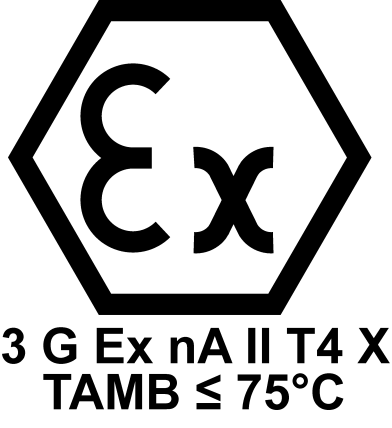 Ex
3 G Ex nA II T4 X
TAMB ≤ 75°C